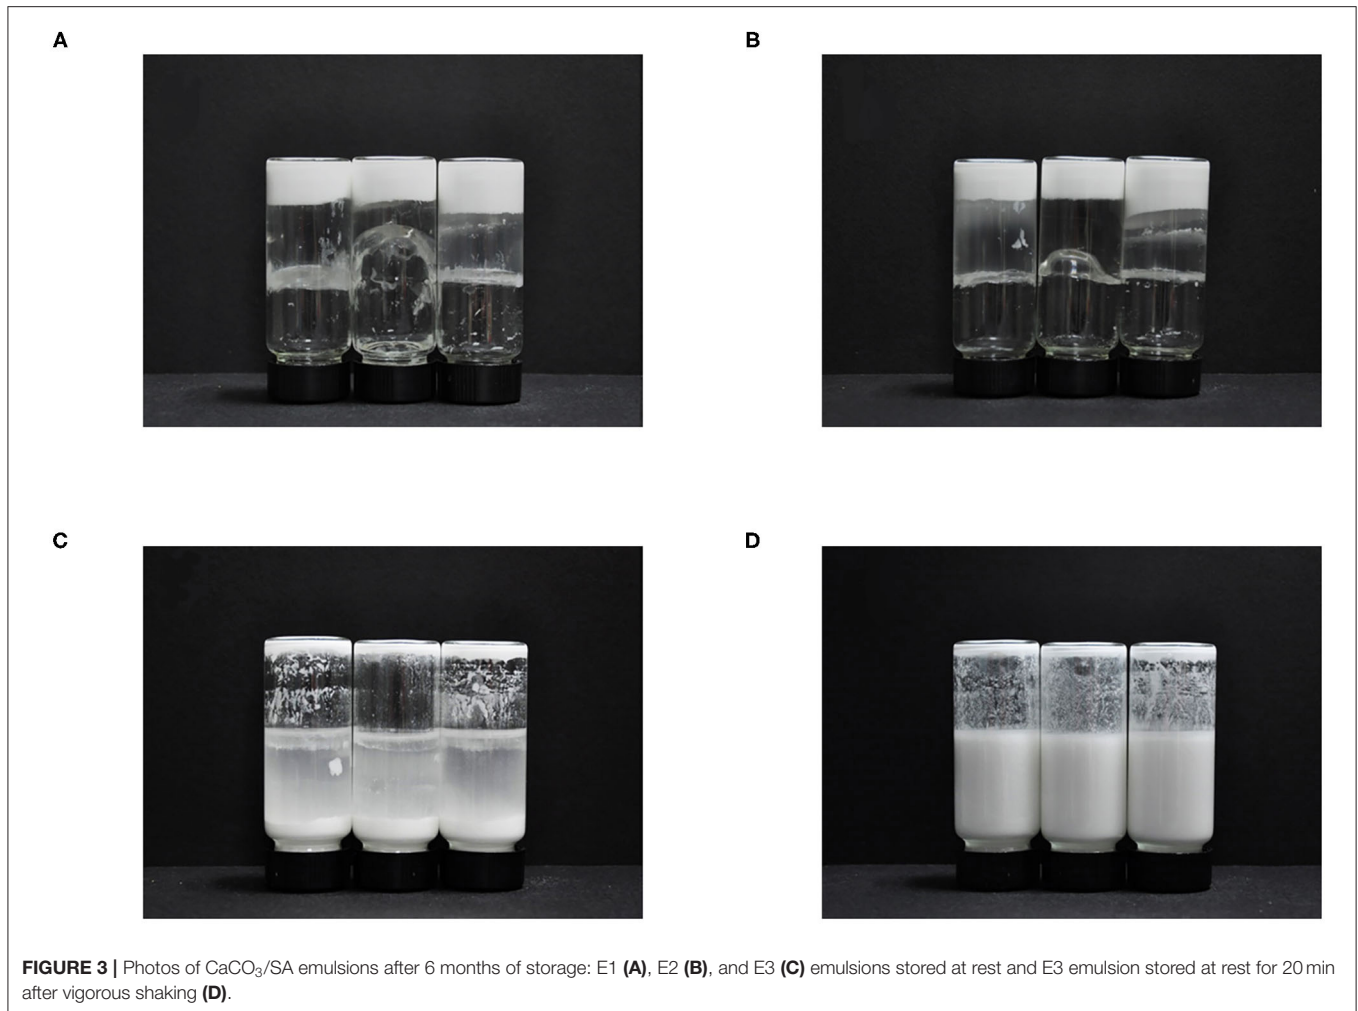 A
B
C
D
FIGURE 3 | Photos of CaCO₃/SA emulsions after 6 months of storage: E1 (A), E2 (B), and E3 (C) emulsions stored at rest and E3 emulsion stored at rest for 20 min
after vigorous shaking (D).